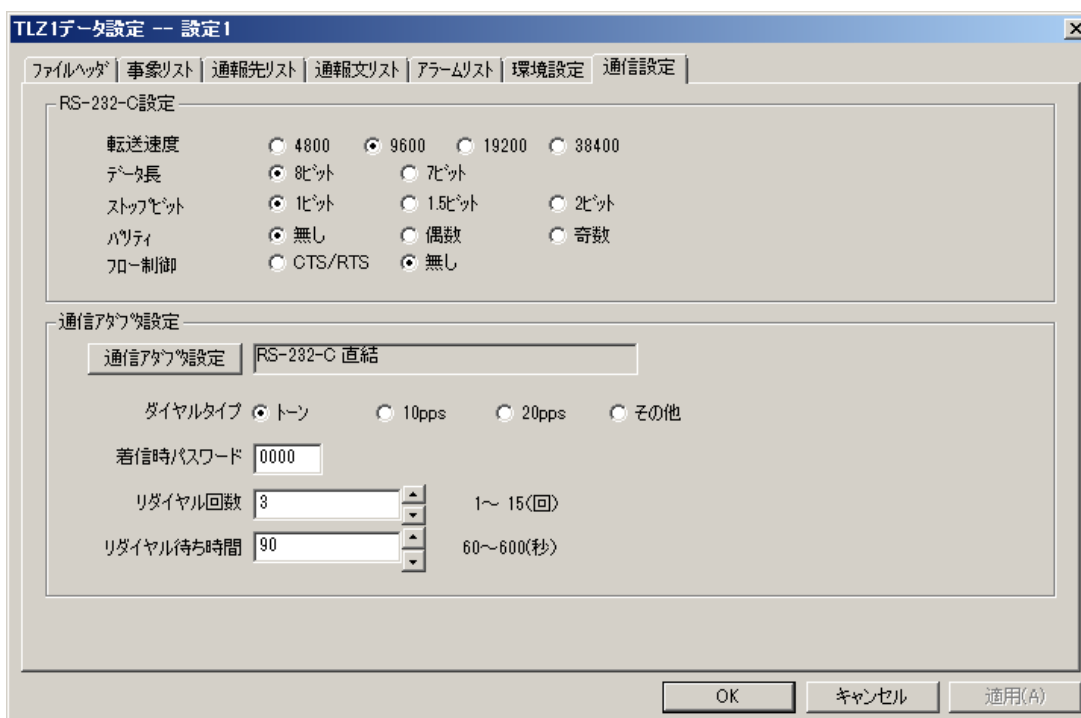 TLZ1データ設定 -- 設定1
ファイルヘッダ 事象リスト 通報先リスト 通報文リスト アラームリスト 環境設定 通信設定
RS-232-C設定
転送速度 4800 9600 19200 38400
データ長 8ビット 7ビット
ストップビット 1ビット 1.5ビット 2ビット
パリティ 無し 偶数 奇数
フロー制御 CTS/RTS 無し
通信アダプタ設定
通信アダプタ設定 RS-232-C 直結
ダイヤルタイプ トーン 10pps 20pps その他
着信時パスワード 0000
リダイヤル回数 3 1～ 15(回)
リダイヤル待ち時間 90 60～600(秒)
OK キャンセル 適用(A)